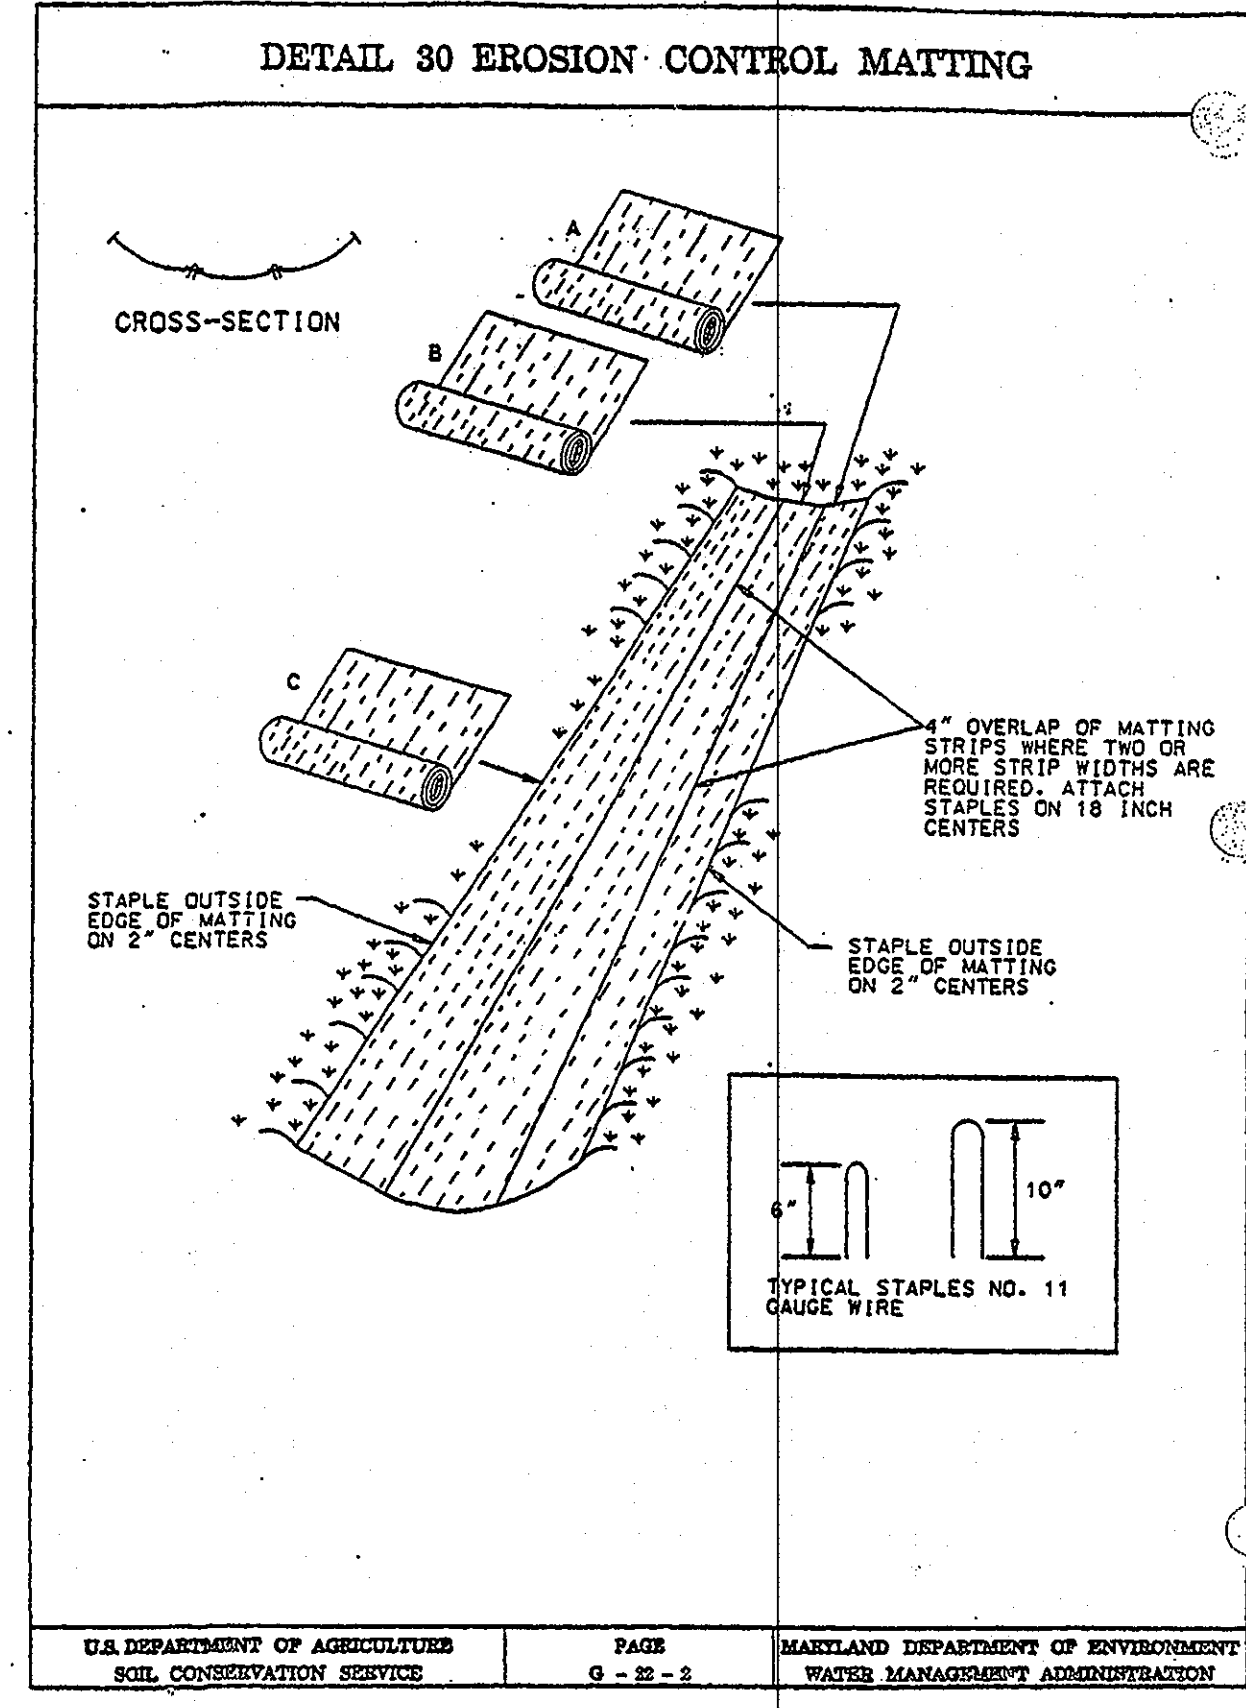 DETAIL 30 EROSION CONTROL MATTING
A
CROSS-SECTION
B
C
4" OVERLAP OF MATTING
STRIPS WHERE TWO OR
MORE STRIP WIDTHS ARE
REQUIRED. ATTACH
STAPLES ON 18 INCH
CENTERS
STAPLE OUTSIDE
EDGE OF MATTING
ON 2" CENTERS
STAPLE OUTSIDE
EDGE OF MATTING
ON 2" CENTERS
6"
10"
TYPICAL STAPLES NO. 11
GAUGE WIRE
U.S. DEPARTMENT OF AGRICULTURE
SOIL CONSERVATION SERVICE
PAGE
G - 22 - 2
MARYLAND DEPARTMENT OF ENVIRONMENT
WATER MANAGEMENT ADMINISTRATION